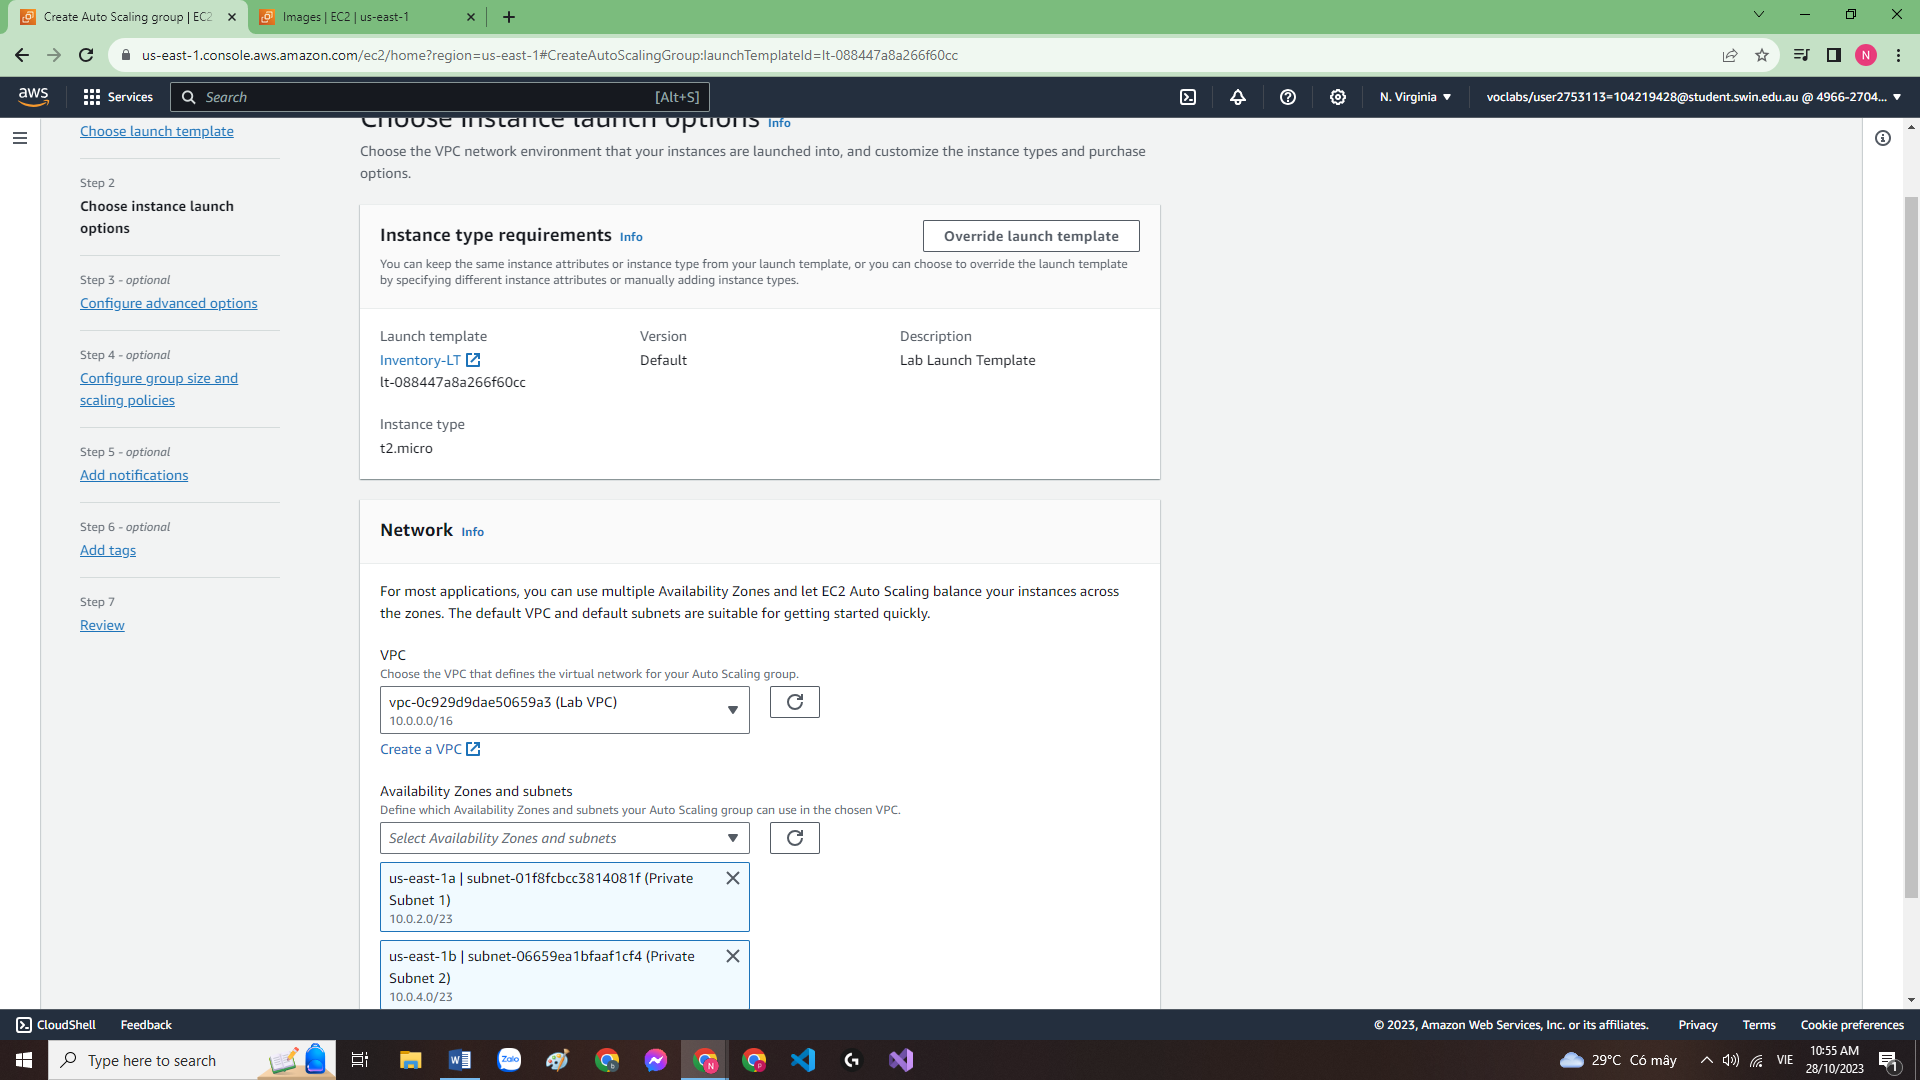 Create Auto Scaling group | EC2
Images | EC2 | us-east-1
us-east-1.console.aws.amazon.com/ec2/home?region=us-east-1#CreateAutoScalingGroup:launchTemplateId=lt-088447a8a266f60cc
N
aws
Services
Search
[Alt+S]
N. Virginia
voclabs/user2753113=104219428@student.swin.edu.au @ 4966-2704...
Choose launch template
Step 2
Choose instance launch
options
Step 3 - optional
Configure advanced options
Step 4 - optional
Configure group size and
scaling policies
Step 5 - optional
Add notifications
Step 6 - optional
Add tags
Step 7
Review
Choose instance launch options Info
Choose the VPC network environment that your instances are launched into, and customize the instance types and purchase
options.
Instance type requirements Info
Override launch template
You can keep the same instance attributes or instance type from your launch template, or you can choose to override the launch template
by specifying different instance attributes or manually adding instance types.
Launch template
Inventory-LT
lt-088447a8a266f60cc
Version
Default
Description
Lab Launch Template
Instance type
t2.micro
Network Info
For most applications, you can use multiple Availability Zones and let EC2 Auto Scaling balance your instances across
the zones. The default VPC and default subnets are suitable for getting started quickly.
VPC
Choose the VPC that defines the virtual network for your Auto Scaling group.
vpc-0c929d9dae50659a3 (Lab VPC)
10.0.0.0/16
Create a VPC
Availability Zones and subnets
Define which Availability Zones and subnets your Auto Scaling group can use in the chosen VPC.
Select Availability Zones and subnets
us-east-1a | subnet-01f8fcbcc3814081f (Private
Subnet 1)
10.0.2.0/23
us-east-1b | subnet-06659ea1bfaaf1cf4 (Private
Subnet 2)
10.0.4.0/23
CloudShell
Feedback
© 2023, Amazon Web Services, Inc. or its affiliates.
Privacy
Terms
Cookie preferences
Type here to search
Zalo
29°C Có mây
VIE
10:55 AM
28/10/2023
1